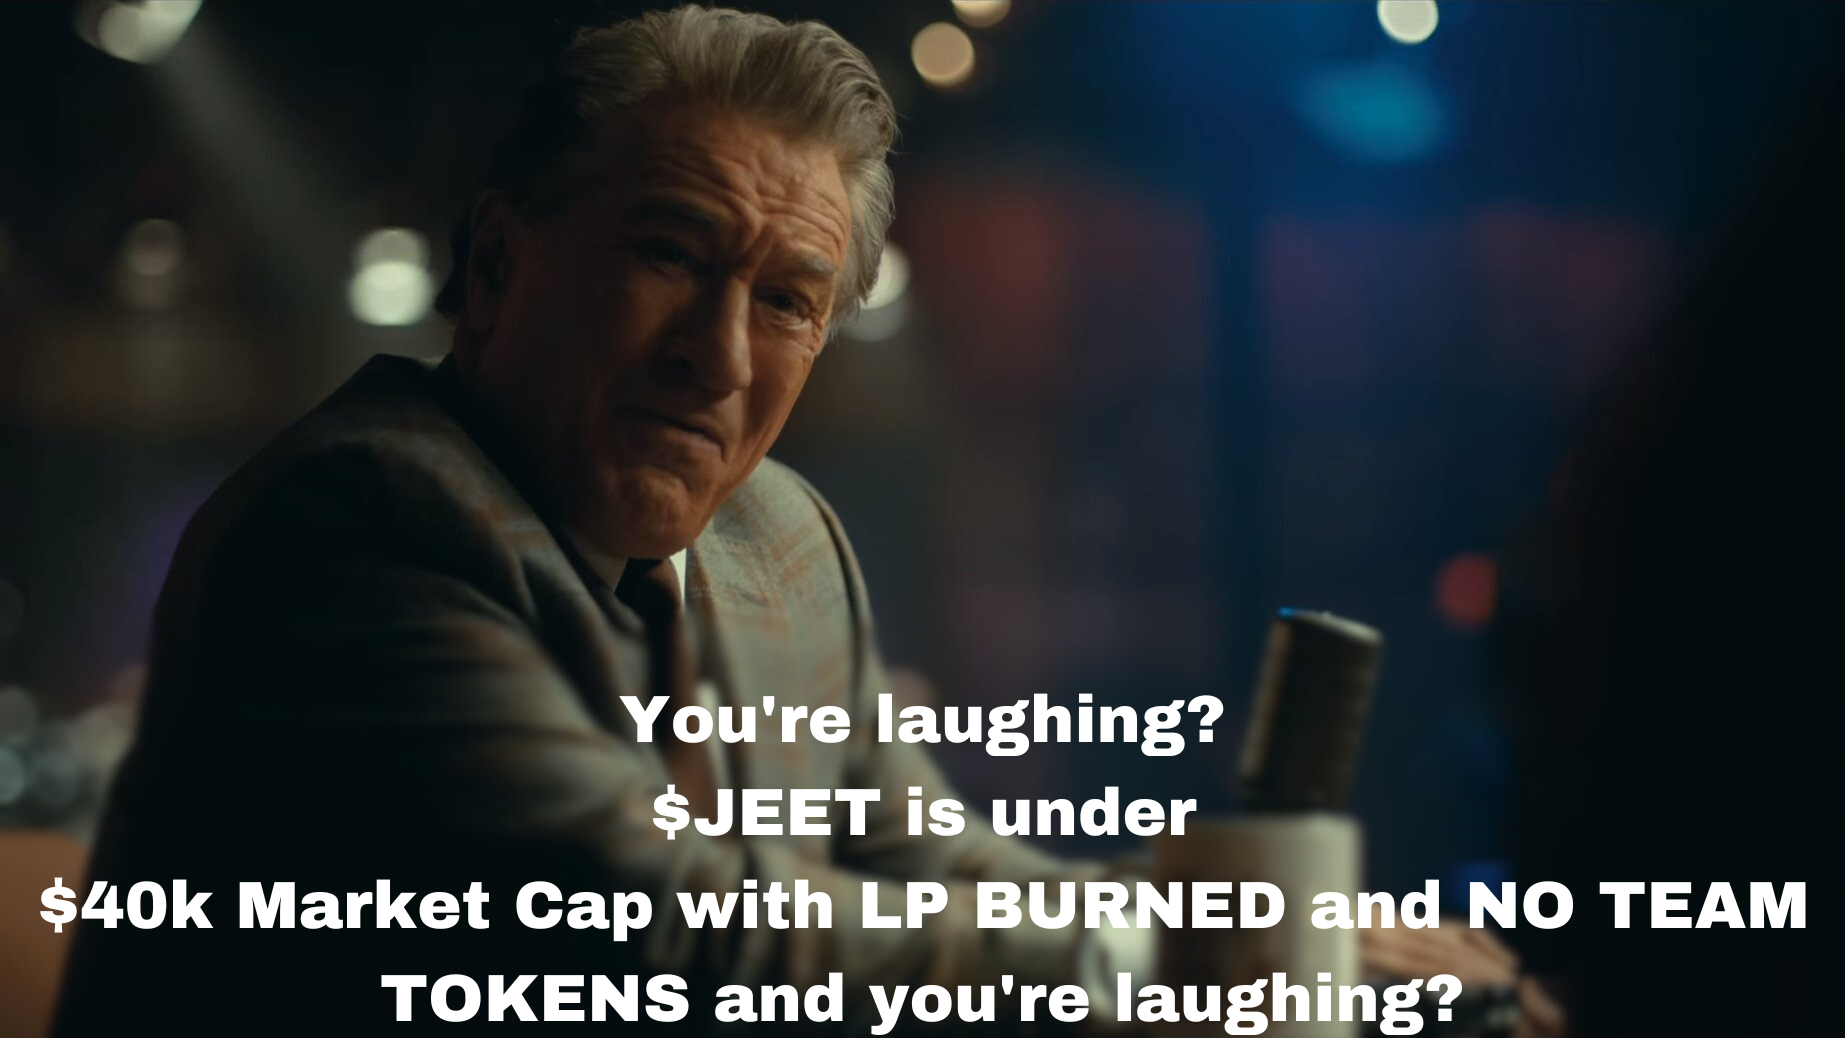 You're laughing?
$JEET is under
$40k Market Cap with LP BURNED and NO TEAM
TOKENS and you're laughing?